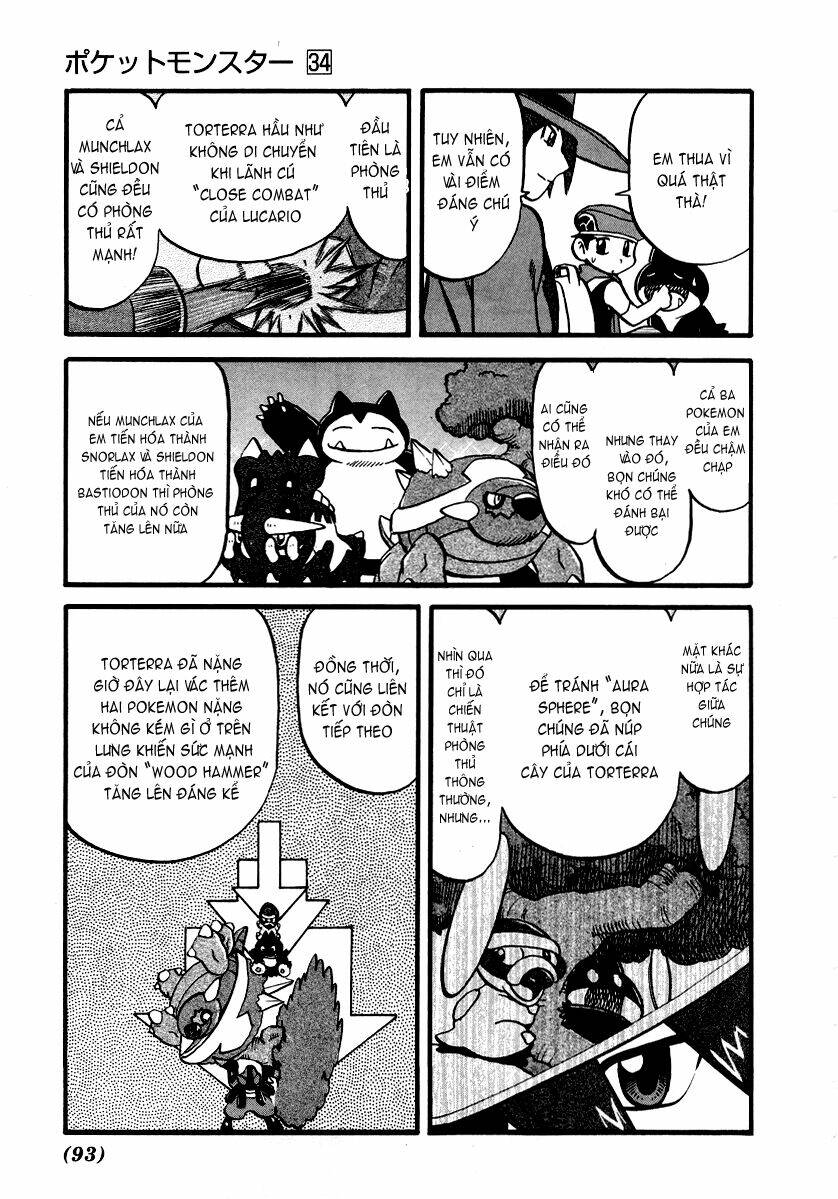 ポケットモンスター 34
EM THUA VÌ
QUÁ THẬT
THÀ!
TUY NHIÊN,
EM VẪN CÓ
VÀI ĐIỂM
ĐÁNG CHÚ
Ý
ĐẦU
TIÊN LÀ
PHÒNG
THỦ
TORTERRA HẦU NHƯ
KHÔNG DI CHUYỂN
KHI LÃNH CÚ
"CLOSE COMBAT"
CỦA LUCARIO
CẢ
MUNCHLAX
VÀ SHIELDON
CŨNG ĐỀU
CÓ PHÒNG
THỦ RẤT
MẠNH!
CẢ BA
POKEMON
CỦA EM
ĐỀU CHẬM
CHẠP
NHƯNG THAY
VÀO ĐÓ,
BỌN CHÚNG
KHÓ CÓ THỂ
ĐÁNH BẠI
ĐƯỢC
AI CŨNG
CÓ THỂ
NHẬN RA
ĐIỀU ĐÓ
NẾU MUNCHLAX CỦA
EM TIẾN HÓA THÀNH
SNORLAX VÀ SHIELDON
TIẾN HÓA THÀNH
BASTIODON THÌ PHÒNG
THỦ CỦA NÓ CÒN
TĂNG LÊN NỮA
MẶT KHÁC
NỮA LÀ SỰ
HỢP TÁC
GIỮA
CHÚNG
ĐỂ TRÁNH "AURA
SPHERE", BỌN
CHÚNG ĐÃ NÚP
PHÍA DƯỚI CÁI
CÂY CỦA TORTERRA
NHÌN QUA
THÌ ĐÓ
CHỈ LÀ
CHIẾN
THUẬT
PHÒNG
THỦ
THÔNG
THƯỜNG,
NHƯNG...
ĐỒNG THỜI,
NÓ CŨNG LIÊN
KẾT VỚI ĐÒN
TIẾP THEO
TORTERRA ĐÃ NẶNG
GIỜ ĐÂY LẠI VÁC THÊM
HAI POKEMON NẶNG
KHÔNG KÉM GÌ Ở TRÊN
LƯNG KHIẾN SỨC MẠNH
CỦA ĐÒN "WOOD HAMMER"
TĂNG LÊN ĐÁNG KỂ
(93)